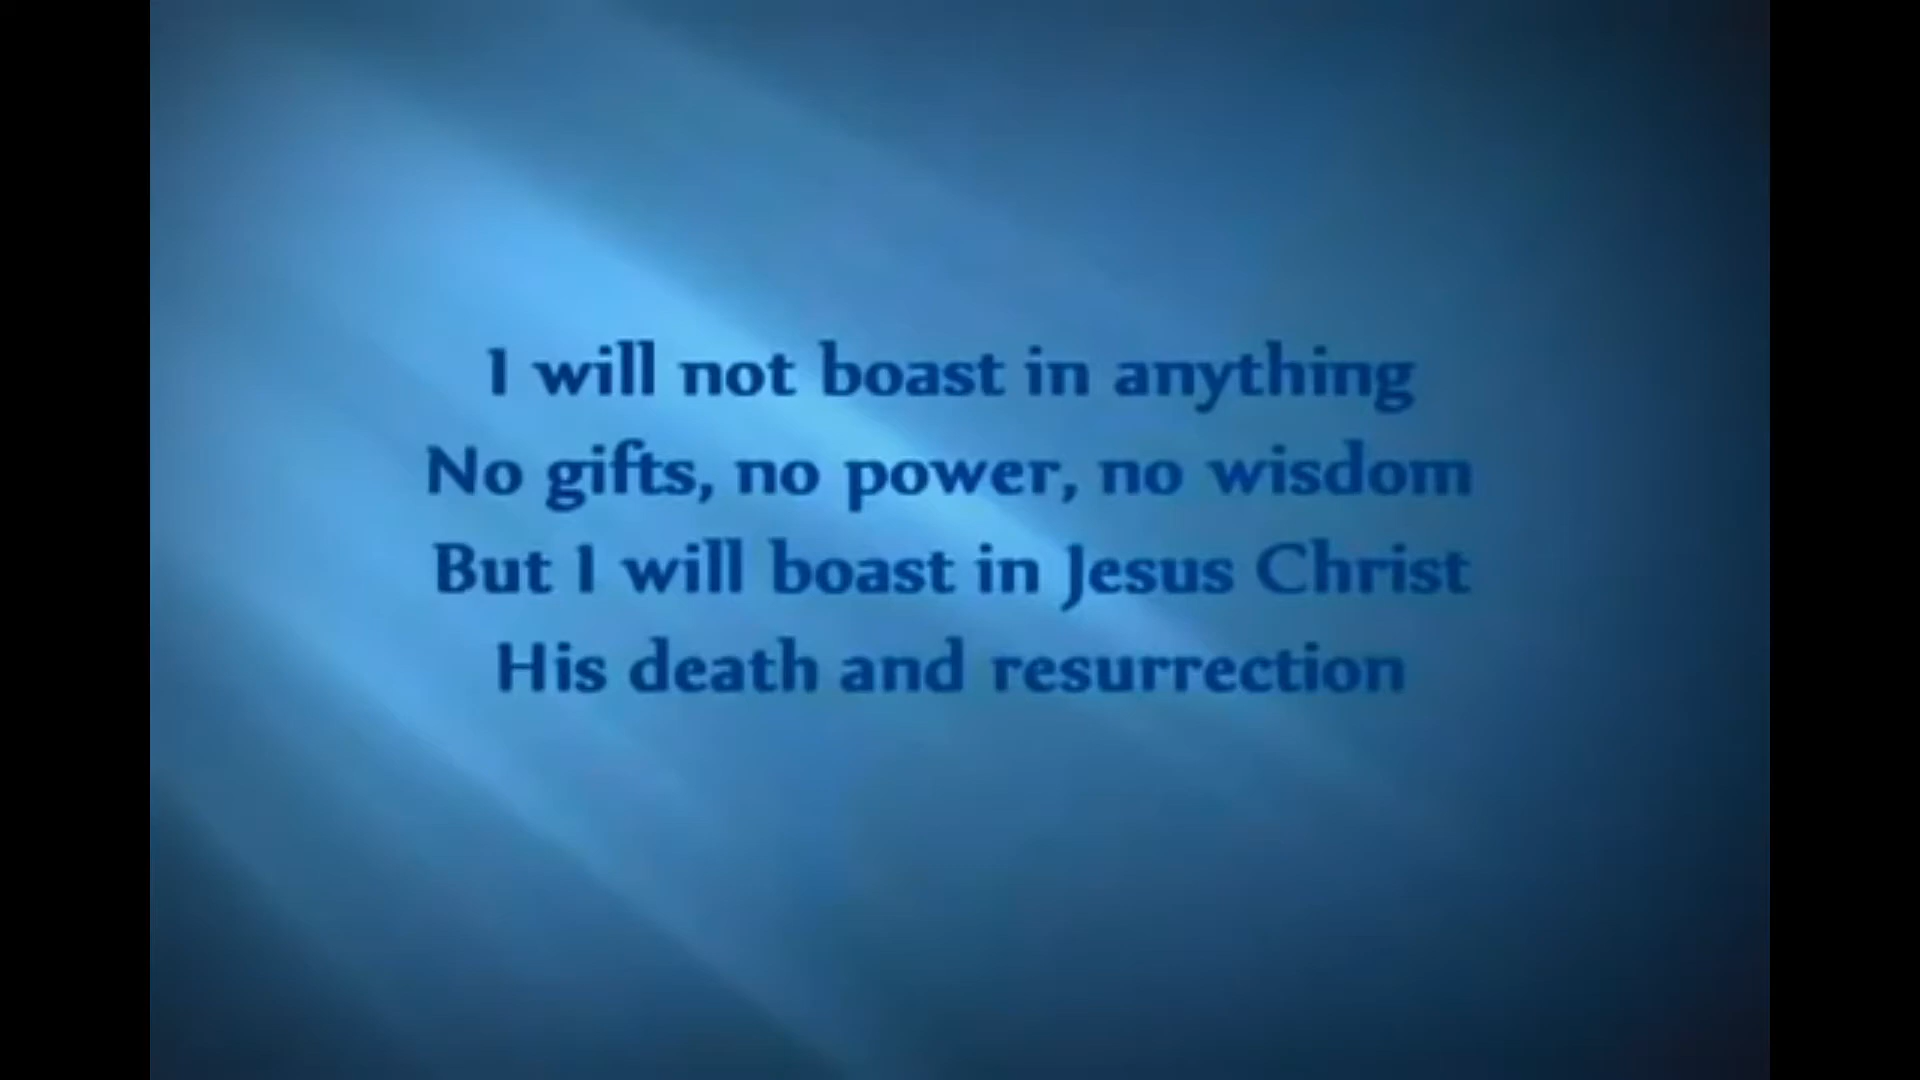 I will not boast in anything
No gifts, no power, no wisdom
But I will boast in Jesus Christ
His death and resurrection